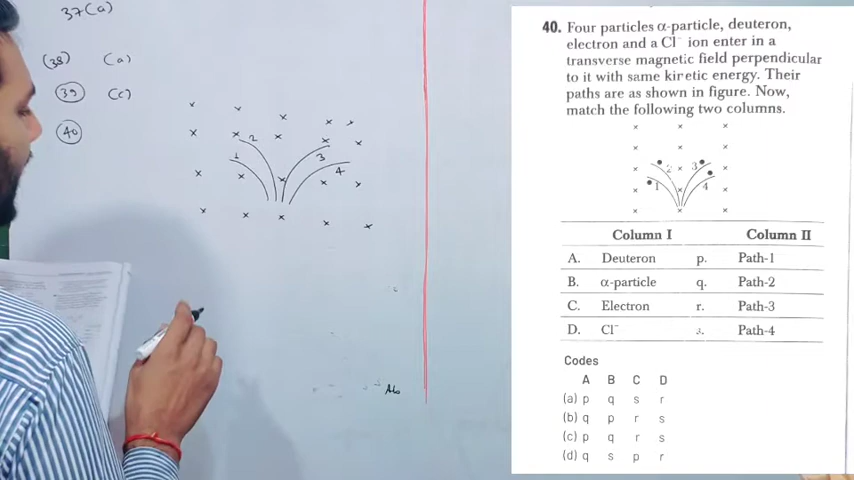 37(a)
(38) (a)
(39) (c)
(40)
2
1
3
4
40. Four particles α-particle, deuteron,
electron and a Cl⁻ ion enter in a
transverse magnetic field perpendicular
to it with same kinetic energy. Their
paths are as shown in figure. Now,
match the following two columns.
2 3
1 4
Column I Column II
A. Deuteron p. Path-1
B. α-particle q. Path-2
C. Electron r. Path-3
D. Cl⁻ s. Path-4
Codes
A B C D
(a) p q s r
(b) q p r s
(c) p q r s
(d) q s p r